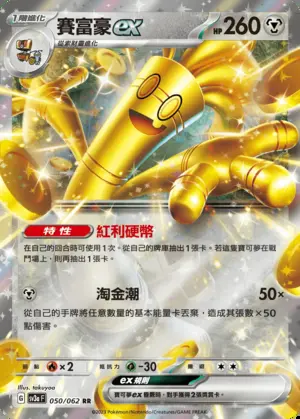 1階進化
賽富豪ex
HP 260
從索財靈進化
特性 紅利硬幣
在自己的回合時可使用1次。從自己的牌庫抽出1張卡。若這隻寶可夢在戰
鬥場上,則再抽出1張卡。
淘金潮 50×
從自己的手牌將任意數量的基本能量卡丟棄,造成其張數×50
點傷害。
弱點 ×2 抵抗力 -30 撤退
Illus. takuyoa
ex規則
G SV3a F 050/062 RR
寶可夢ex昏厥時,對手獲得2張獎賞卡。
©2023 Pokémon/Nintendo/Creatures/GAME FREAK.